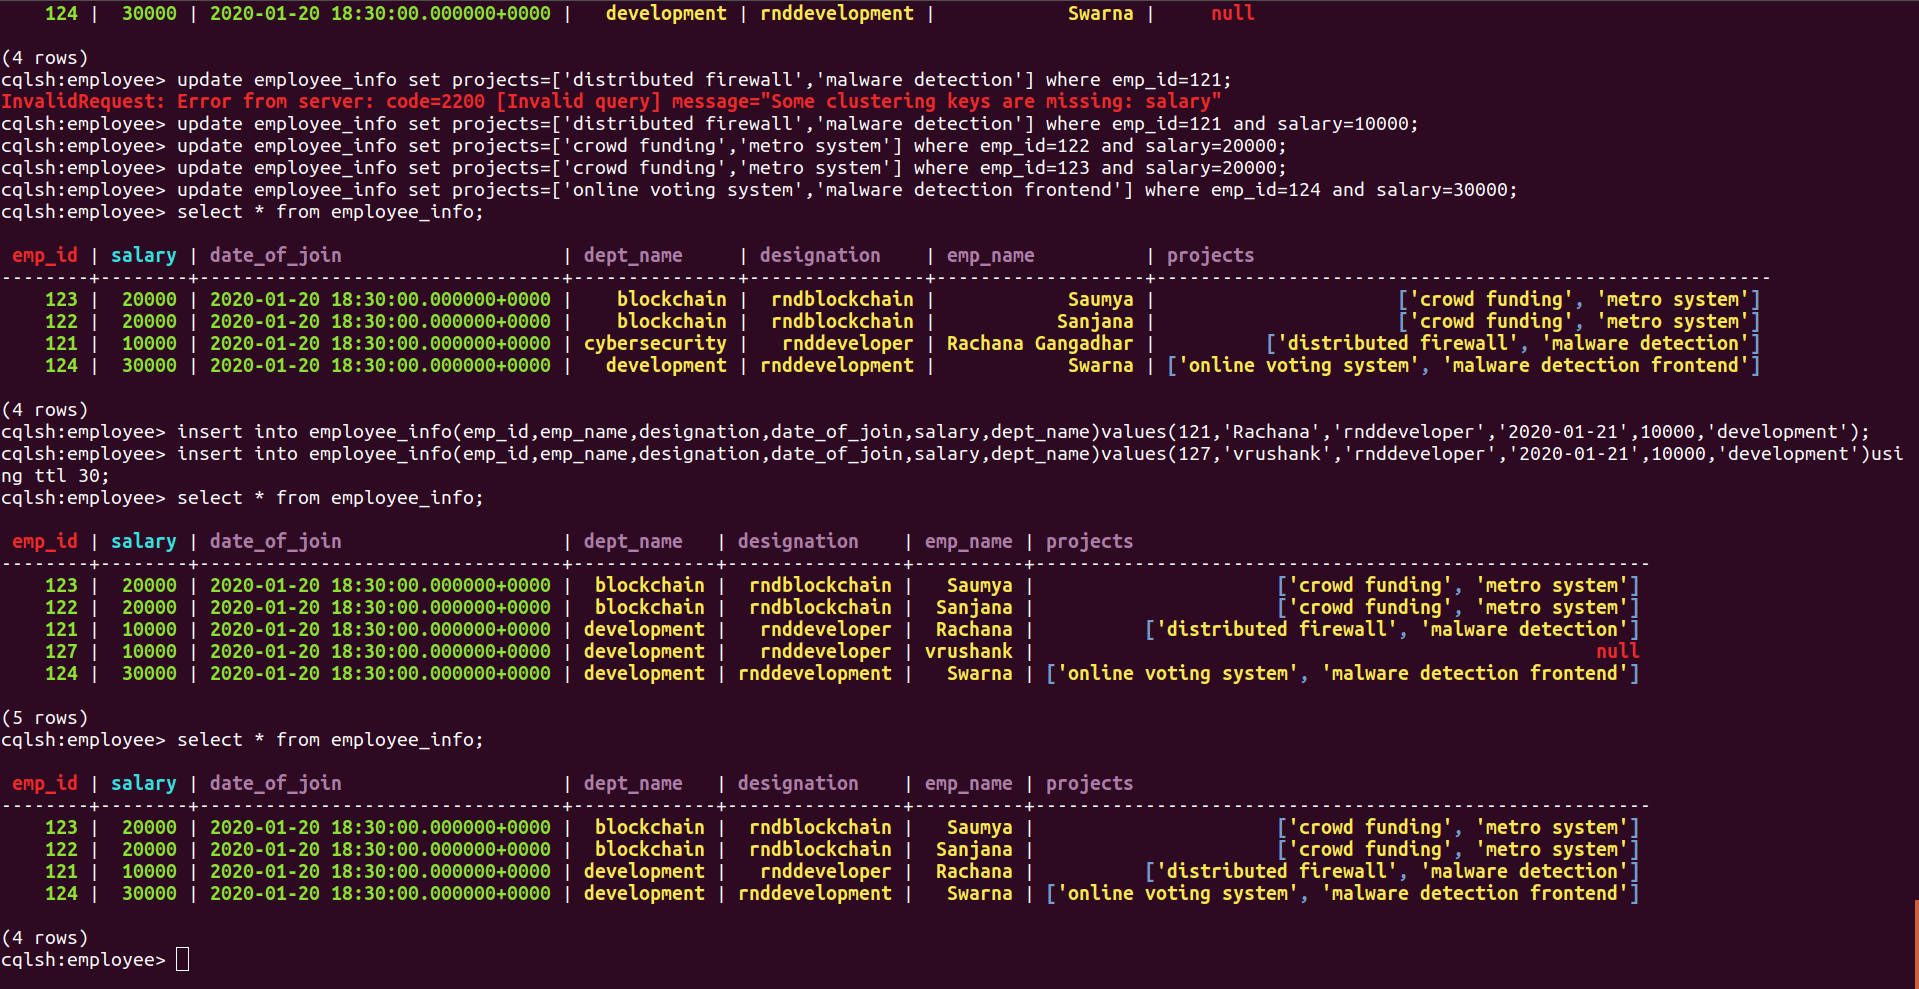 124 | 30000 | 2020-01-20 18:30:00.000000+0000 | development | rnddevelopment | Swarna | null
(4 rows)
cqlsh:employee> update employee_info set projects=['distributed firewall','malware detection'] where emp_id=121;
InvalidRequest: Error from server: code=2200 [Invalid query] message="Some clustering keys are missing: salary"
cqlsh:employee> update employee_info set projects=['distributed firewall','malware detection'] where emp_id=121 and salary=10000;
cqlsh:employee> update employee_info set projects=['crowd funding','metro system'] where emp_id=122 and salary=20000;
cqlsh:employee> update employee_info set projects=['crowd funding','metro system'] where emp_id=123 and salary=20000;
cqlsh:employee> update employee_info set projects=['online voting system','malware detection frontend'] where emp_id=124 and salary=30000;
cqlsh:employee> select * from employee_info;
emp_id | salary | date_of_join | dept_name | designation | emp_name | projects
--------+--------+---------------------------------+---------------+----------------+-------------------+--------------------------------------------------------
123 | 20000 | 2020-01-20 18:30:00.000000+0000 | blockchain | rndblockchain | Saumya | ['crowd funding', 'metro system']
122 | 20000 | 2020-01-20 18:30:00.000000+0000 | blockchain | rndblockchain | Sanjana | ['crowd funding', 'metro system']
121 | 10000 | 2020-01-20 18:30:00.000000+0000 | cybersecurity | rnddeveloper | Rachana Gangadhar | ['distributed firewall', 'malware detection']
124 | 30000 | 2020-01-20 18:30:00.000000+0000 | development | rnddevelopment | Swarna | ['online voting system', 'malware detection frontend']
(4 rows)
cqlsh:employee> insert into employee_info(emp_id,emp_name,designation,date_of_join,salary,dept_name)values(121,'Rachana','rnddeveloper','2020-01-21',10000,'development');
cqlsh:employee> insert into employee_info(emp_id,emp_name,designation,date_of_join,salary,dept_name)values(127,'vrushank','rnddeveloper','2020-01-21',10000,'development')usi
ng ttl 30;
cqlsh:employee> select * from employee_info;
emp_id | salary | date_of_join | dept_name | designation | emp_name | projects
--------+--------+---------------------------------+-------------+----------------+----------+--------------------------------------------------------
123 | 20000 | 2020-01-20 18:30:00.000000+0000 | blockchain | rndblockchain | Saumya | ['crowd funding', 'metro system']
122 | 20000 | 2020-01-20 18:30:00.000000+0000 | blockchain | rndblockchain | Sanjana | ['crowd funding', 'metro system']
121 | 10000 | 2020-01-20 18:30:00.000000+0000 | development | rnddeveloper | Rachana | ['distributed firewall', 'malware detection']
127 | 10000 | 2020-01-20 18:30:00.000000+0000 | development | rnddeveloper | vrushank | null
124 | 30000 | 2020-01-20 18:30:00.000000+0000 | development | rnddevelopment | Swarna | ['online voting system', 'malware detection frontend']
(5 rows)
cqlsh:employee> select * from employee_info;
emp_id | salary | date_of_join | dept_name | designation | emp_name | projects
--------+--------+---------------------------------+-------------+----------------+----------+--------------------------------------------------------
123 | 20000 | 2020-01-20 18:30:00.000000+0000 | blockchain | rndblockchain | Saumya | ['crowd funding', 'metro system']
122 | 20000 | 2020-01-20 18:30:00.000000+0000 | blockchain | rndblockchain | Sanjana | ['crowd funding', 'metro system']
121 | 10000 | 2020-01-20 18:30:00.000000+0000 | development | rnddeveloper | Rachana | ['distributed firewall', 'malware detection']
124 | 30000 | 2020-01-20 18:30:00.000000+0000 | development | rnddevelopment | Swarna | ['online voting system', 'malware detection frontend']
(4 rows)
cqlsh:employee>